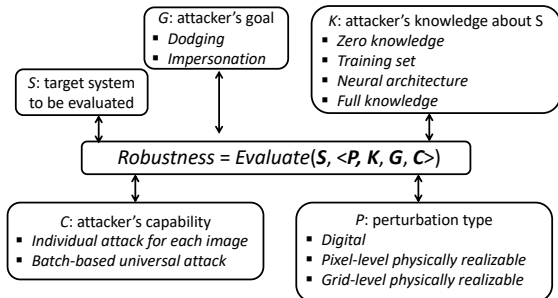 G: attacker's goal
▪ Dodging
▪ Impersonation
K: attacker's knowledge about S
▪ Zero knowledge
▪ Training set
▪ Neural architecture
▪ Full knowledge
S: target system
to be evaluated
Robustness = Evaluate(S, <P, K, G, C>)
C: attacker's capability
▪ Individual attack for each image
▪ Batch-based universal attack
P: perturbation type
▪ Digital
▪ Pixel-level physically realizable
▪ Grid-level physically realizable